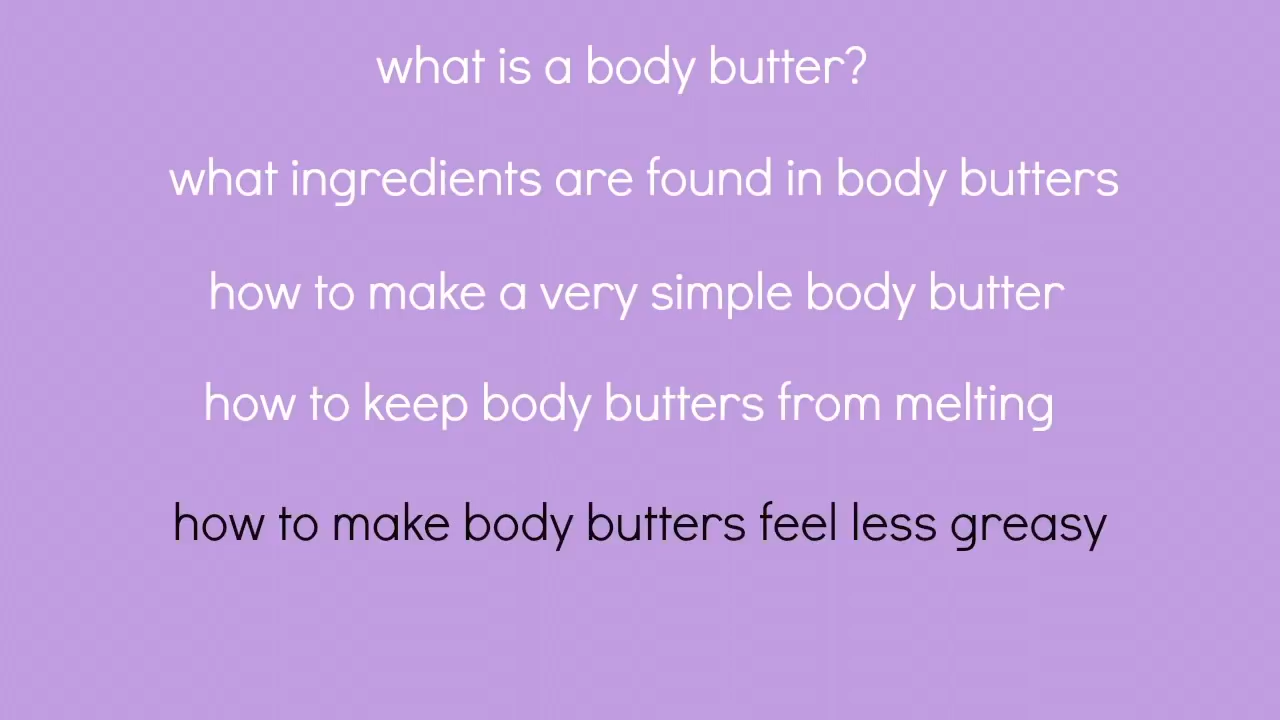 what is a body butter?
what ingredients are found in body butters
how to make a very simple body butter
how to keep body butters from melting
how to make body butters feel less greasy